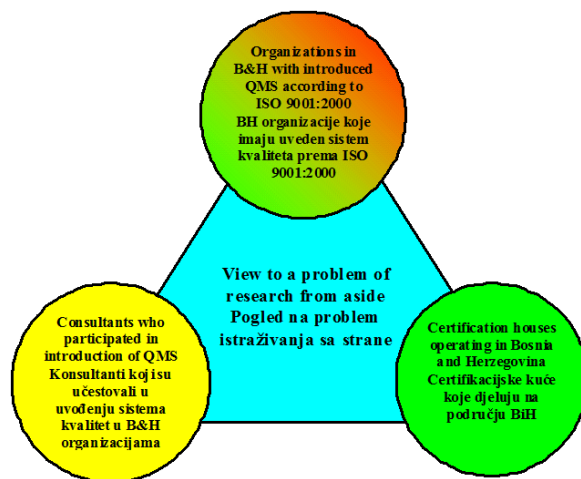 Organizations in
B&H with introduced
QMS according to
ISO 9001:2000
BH organizacije koje
imaju uveden sistem
kvaliteta prema ISO
9001:2000
View to a problem of
research from aside
Pogled na problem
istraživanja sa strane
Consultants who
participated in
introduction of QMS
Konsultanti koji su
učestovali u
uvođenju sistema
kvalitet u B&H
organizacijama
Certification houses
operating in Bosnia
and Herzegovina
Certifikacijske kuće
koje djeluju na
području BiH